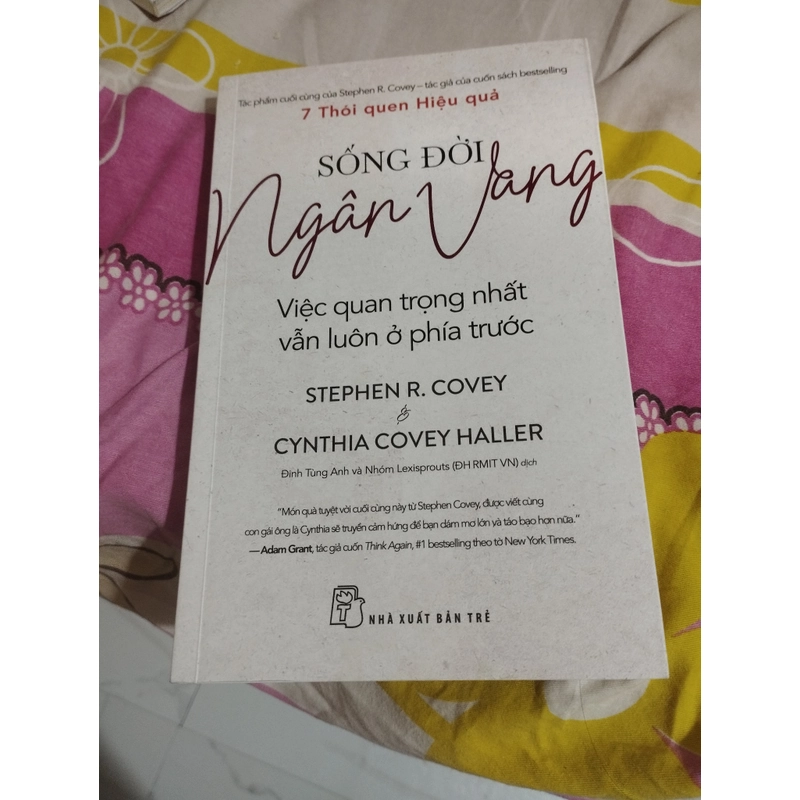 Tác phẩm cuối cùng của Stephen R. Covey – tác giả của cuốn sách bestselling
7 Thói quen Hiệu quả
SỐNG ĐỜI
Ngân Vang
Việc quan trọng nhất
vẫn luôn ở phía trước
STEPHEN R. COVEY
&
CYNTHIA COVEY HALLER
Đinh Tùng Anh và Nhóm Lexisprouts (ĐH RMIT VN) dịch
"Món quà tuyệt vời cuối cùng này từ Stephen Covey, được viết cùng
con gái ông là Cynthia sẽ truyền cảm hứng để bạn dám mơ lớn và táo bạo hơn nữa."
— Adam Grant, tác giả cuốn Think Again, #1 bestselling theo tờ New York Times.
NHÀ XUẤT BẢN TRẺ